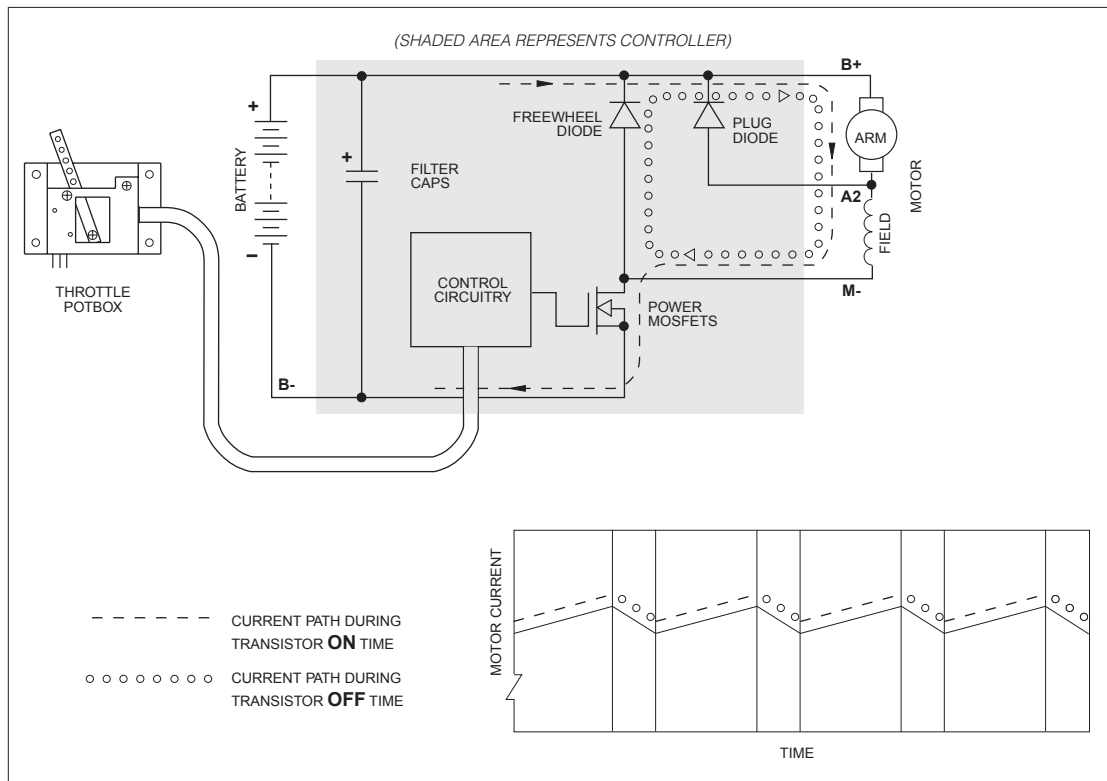 (SHADED AREA REPRESENTS CONTROLLER)
B+
+
FREEWHEEL
DIODE
PLUG
DIODE
ARM
BATTERY
+
FILTER
CAPS
A2
MOTOR
FIELD
−
CONTROL
CIRCUITRY
M-
THROTTLE
POTBOX
POWER
MOSFETS
B-
MOTOR CURRENT
CURRENT PATH DURING
TRANSISTOR ON TIME
CURRENT PATH DURING
TRANSISTOR OFF TIME
TIME